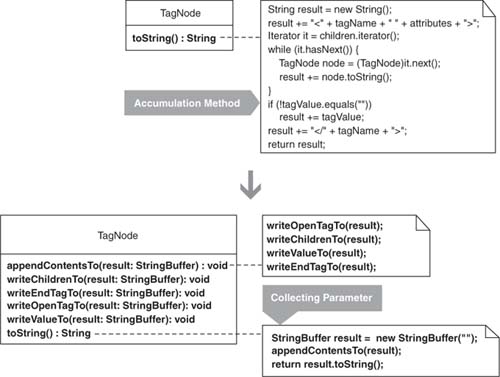 TagNode
toString() : String
String result = new String();
result += "<" + tagName + " " + attributes + ">";
Iterator it = children.iterator();
while (it.hasNext()) {
TagNode node = (TagNode)it.next();
result += node.toString();
}
if (!tagValue.equals(""))
result += tagValue;
result += "</" + tagName + ">";
return result;
Accumulation Method
TagNode
appendContentsTo(result: StringBuffer) : void
writeChildrenTo(result: StringBuffer): void
writeEndTagTo(result: StringBuffer): void
writeOpenTagTo(result: StringBuffer): void
writeValueTo(result: StringBuffer): void
toString() : String
writeOpenTagTo(result);
writeChildrenTo(result);
writeValueTo(result);
writeEndTagTo(result);
Collecting Parameter
StringBuffer result = new StringBuffer("");
appendContentsTo(result);
return result.toString();